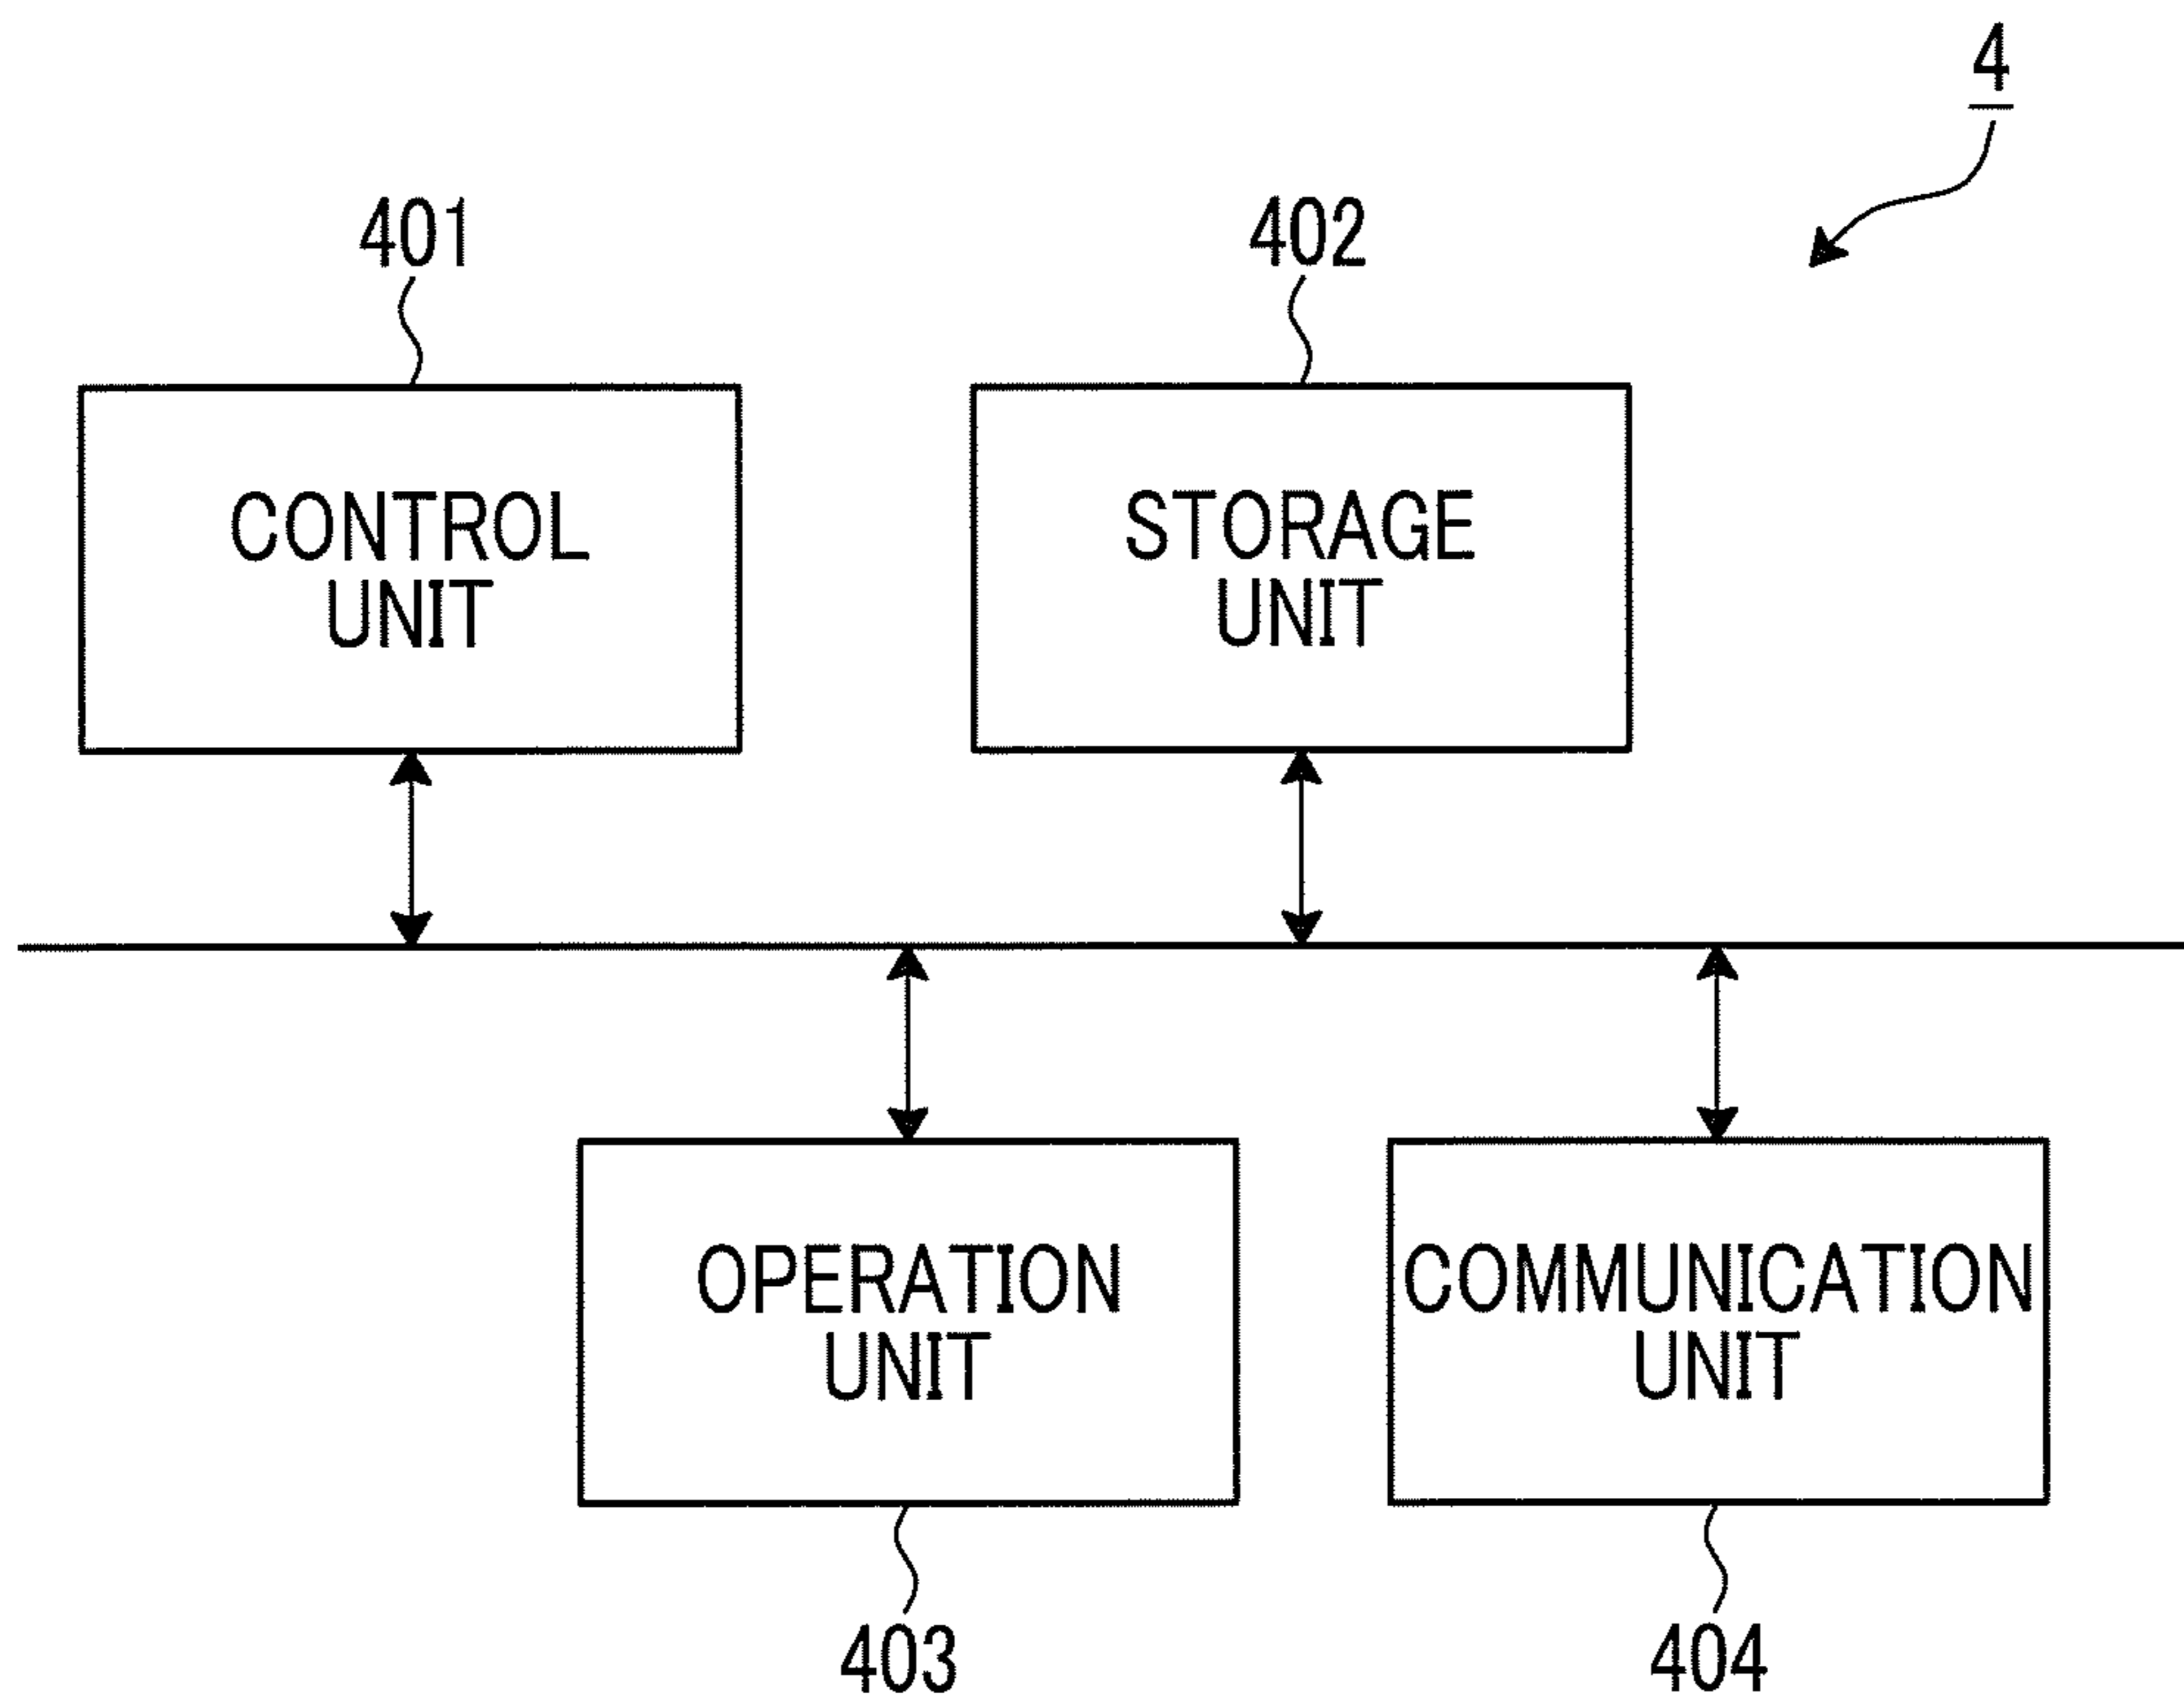 4
401
402
CONTROL
UNIT
STORAGE
UNIT
OPERATION
UNIT
COMMUNICATION
UNIT
403
404